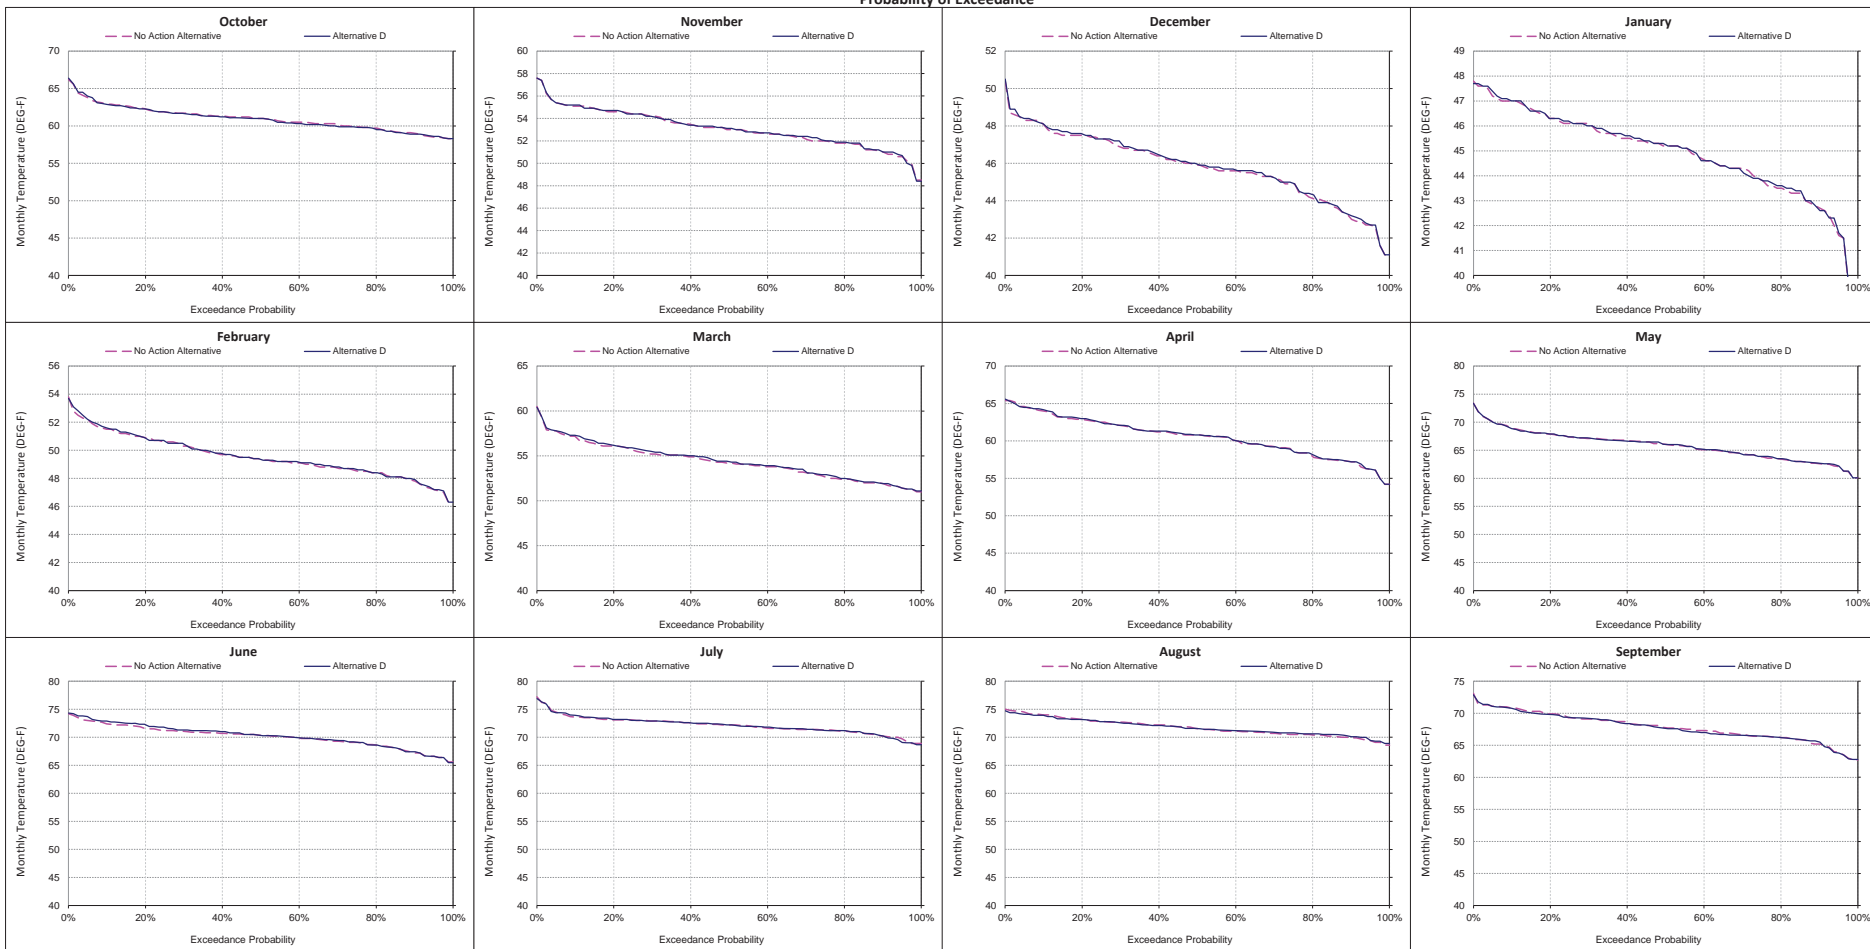 Probability of Exceedance
October
No Action Alternative Alternative D
Monthly Temperature (DEG-F)
70
65
60
55
50
45
40
0% 20% 40% 60% 80% 100%
Exceedance Probability
November
No Action Alternative Alternative D
Monthly Temperature (DEG-F)
60
58
56
54
52
50
48
46
44
42
40
0% 20% 40% 60% 80% 100%
Exceedance Probability
December
No Action Alternative Alternative D
Monthly Temperature (DEG-F)
52
50
48
46
44
42
40
0% 20% 40% 60% 80% 100%
Exceedance Probability
January
No Action Alternative Alternative D
Monthly Temperature (DEG-F)
49
48
47
46
45
44
43
42
41
40
0% 20% 40% 60% 80% 100%
Exceedance Probability
February
No Action Alternative Alternative D
Monthly Temperature (DEG-F)
56
54
52
50
48
46
44
42
40
0% 20% 40% 60% 80% 100%
Exceedance Probability
March
No Action Alternative Alternative D
Monthly Temperature (DEG-F)
65
60
55
50
45
40
0% 20% 40% 60% 80% 100%
Exceedance Probability
April
No Action Alternative Alternative D
Monthly Temperature (DEG-F)
70
65
60
55
50
45
40
0% 20% 40% 60% 80% 100%
Exceedance Probability
May
No Action Alternative Alternative D
Monthly Temperature (DEG-F)
80
75
70
65
60
55
50
45
40
0% 20% 40% 60% 80% 100%
Exceedance Probability
June
No Action Alternative Alternative D
Monthly Temperature (DEG-F)
80
75
70
65
60
55
50
45
40
0% 20% 40% 60% 80% 100%
Exceedance Probability
July
No Action Alternative Alternative D
Monthly Temperature (DEG-F)
80
75
70
65
60
55
50
45
40
0% 20% 40% 60% 80% 100%
Exceedance Probability
August
No Action Alternative Alternative D
Monthly Temperature (DEG-F)
80
75
70
65
60
55
50
45
40
0% 20% 40% 60% 80% 100%
Exceedance Probability
September
No Action Alternative Alternative D
Monthly Temperature (DEG-F)
75
70
65
60
55
50
45
40
0% 20% 40% 60% 80% 100%
Exceedance Probability